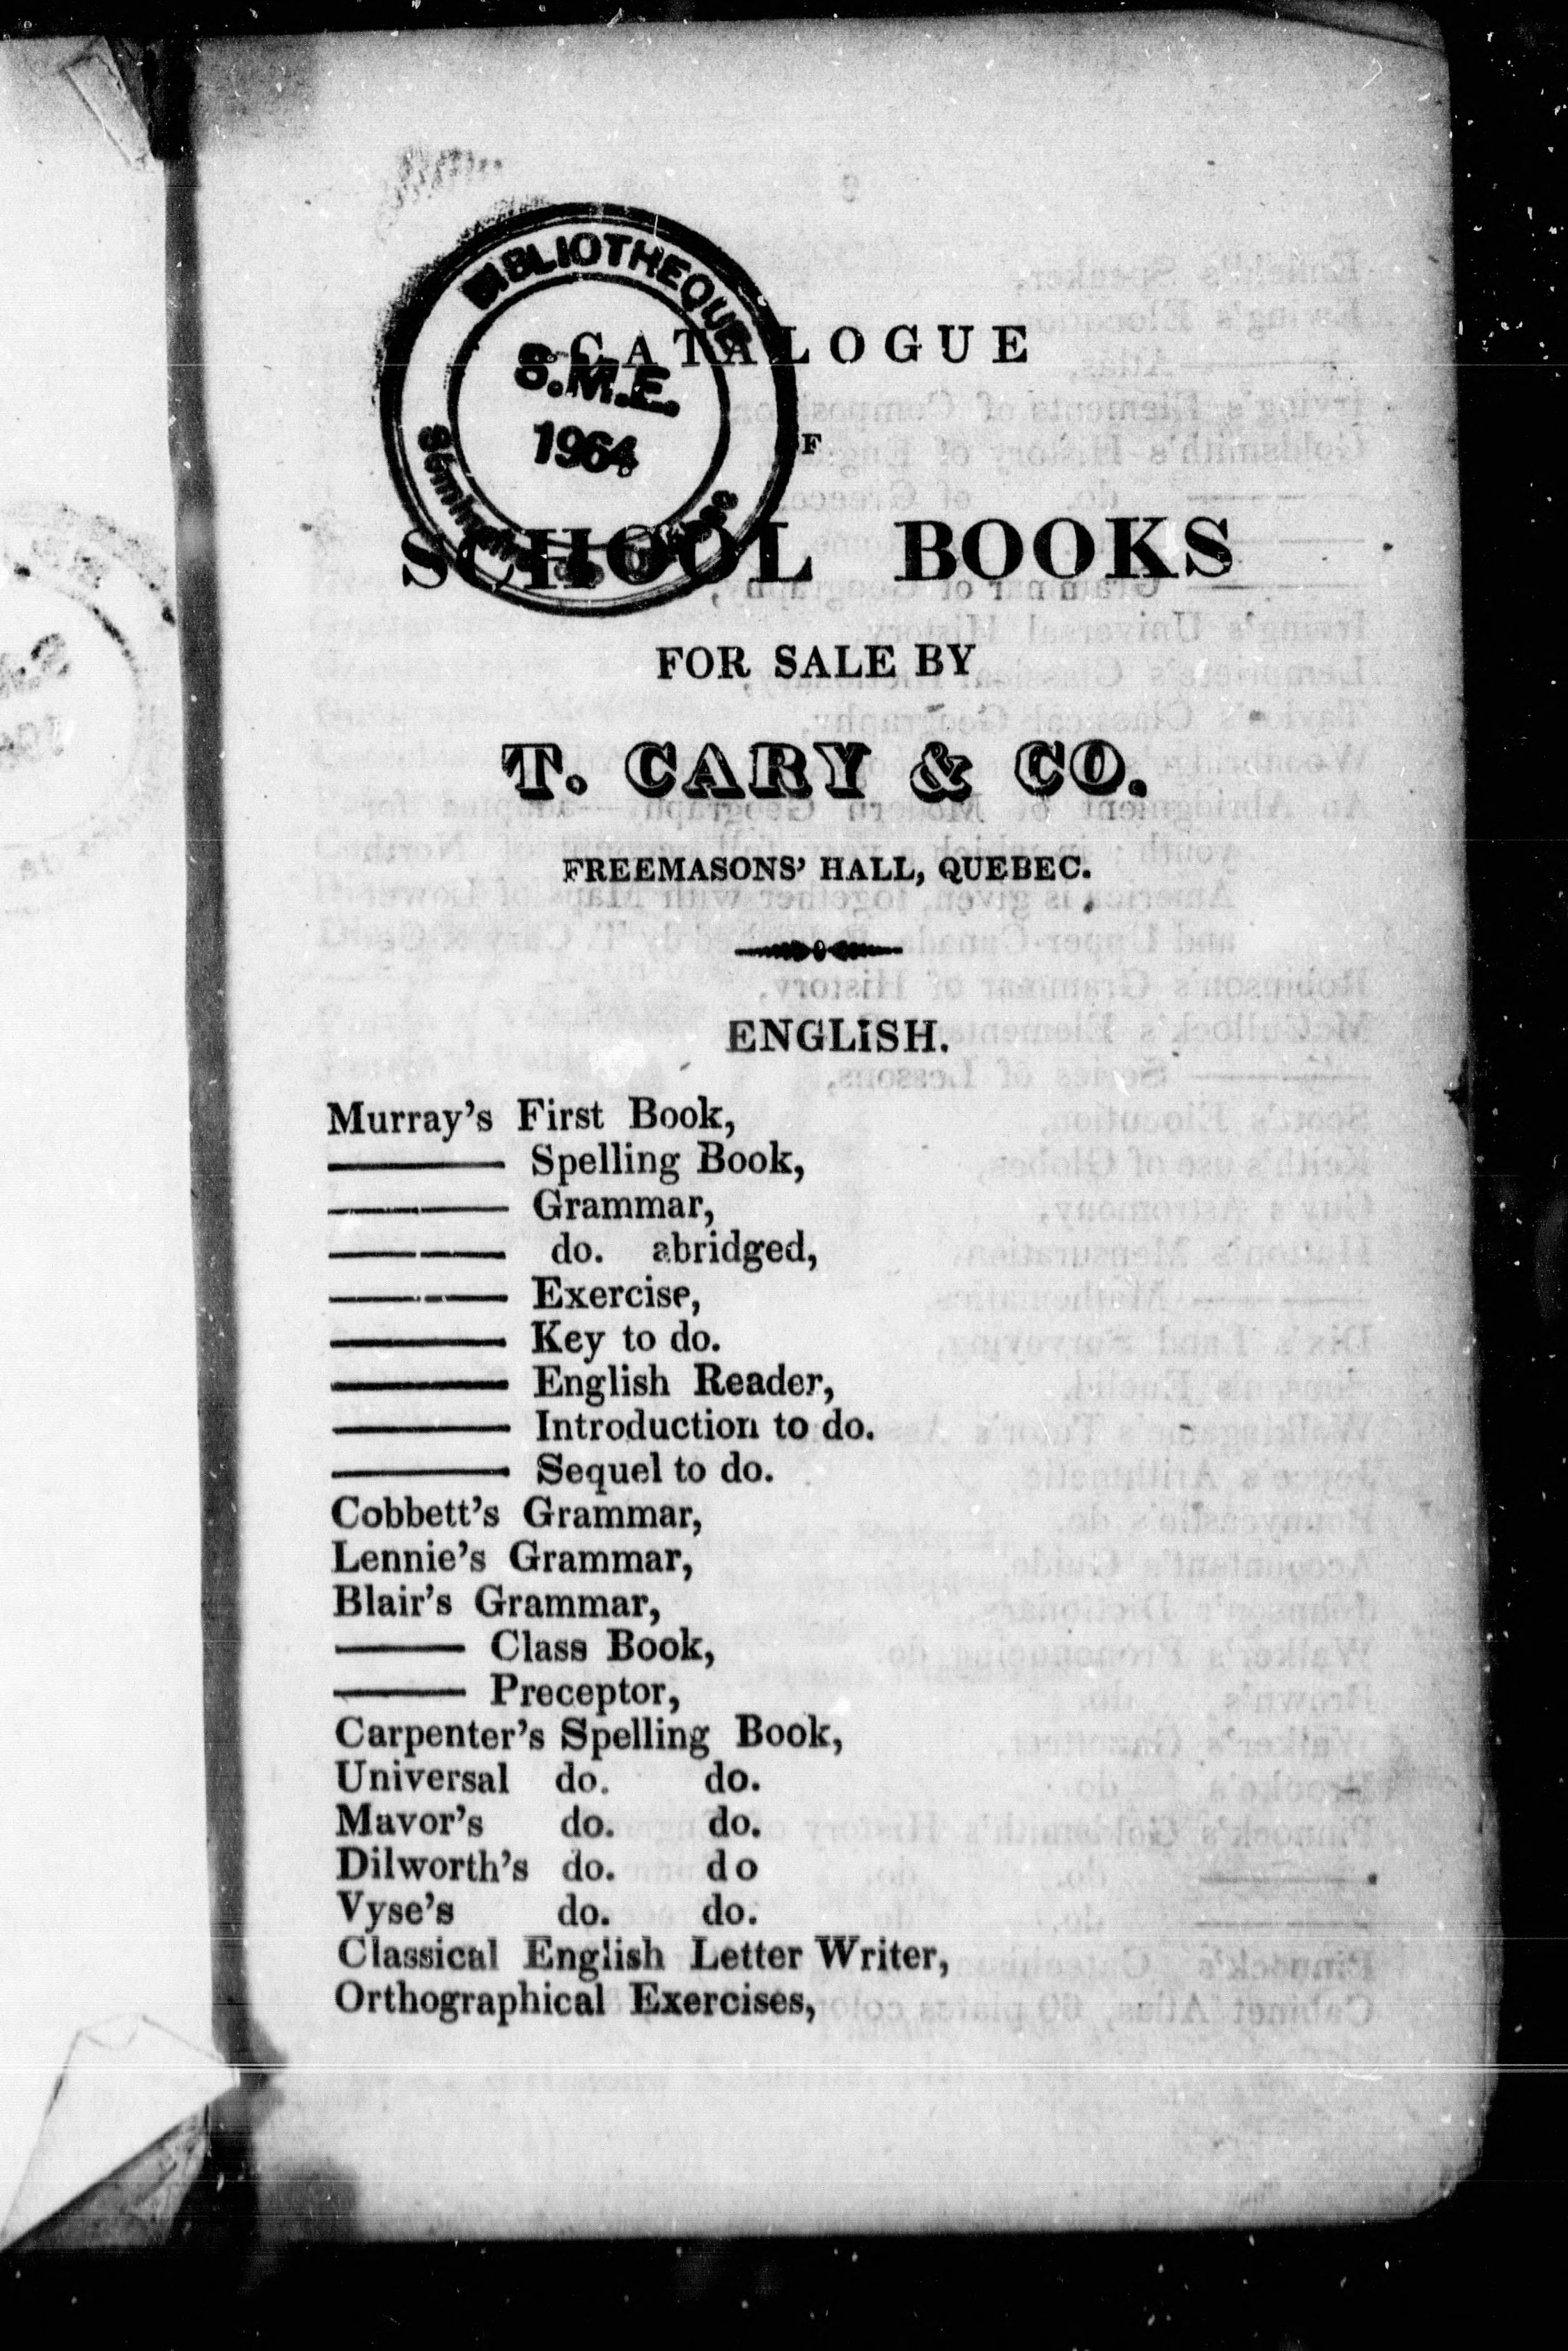 BIBLIOTHEQUE
S.M.E.
1964
CATALOGUE
OF
SCHOOL BOOKS
FOR SALE BY
T. CARY & CO.
FREEMASONS' HALL, QUEBEC.
ENGLISH.
Murray's First Book,
——— Spelling Book,
——— Grammar,
——— do. abridged,
——— Exercise,
——— Key to do.
——— English Reader,
——— Introduction to do.
——— Sequel to do.
Cobbett's Grammar,
Lennie's Grammar,
Blair's Grammar,
——— Class Book,
——— Preceptor,
Carpenter's Spelling Book,
Universal do. do.
Mavor's do. do.
Dilworth's do. do
Vyse's do. do.
Classical English Letter Writer,
Orthographical Exercises,